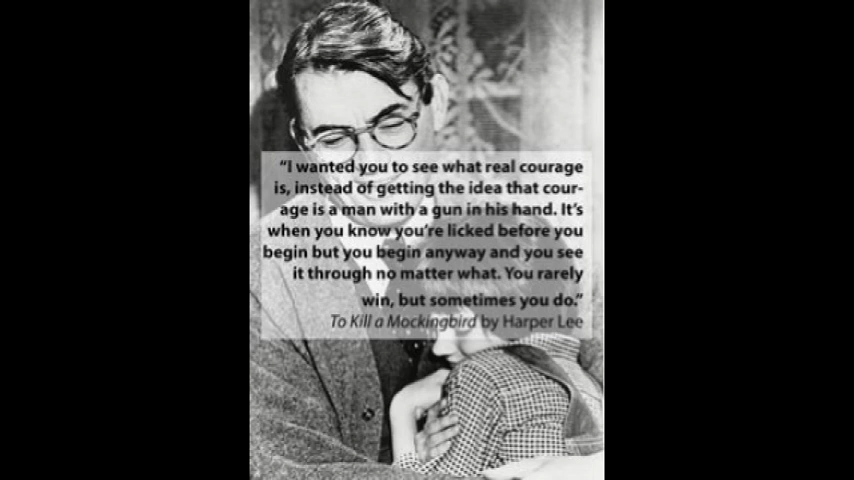 “I wanted you to see what real courage
is, instead of getting the idea that cour-
age is a man with a gun in his hand. It’s
when you know you’re licked before you
begin but you begin anyway and you see
it through no matter what. You rarely
win, but sometimes you do.”
To Kill a Mockingbird by Harper Lee